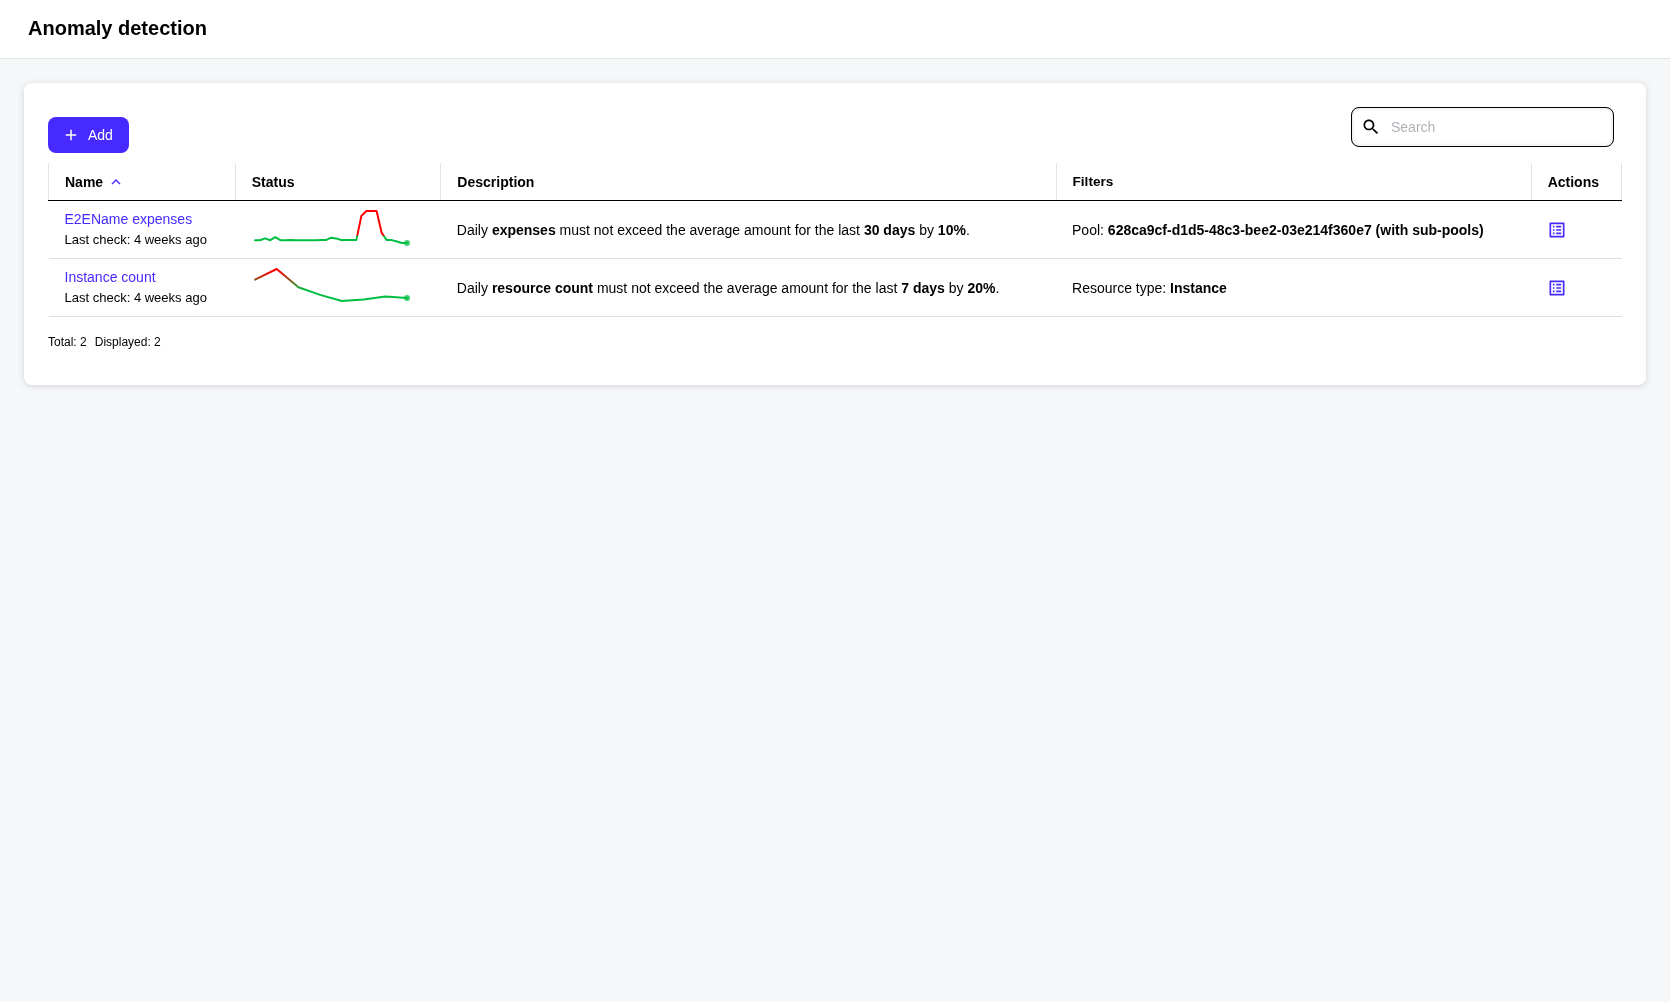 Anomaly detection
Add
Search
Name Status Description Filters Actions
E2EName expenses
Last check: 4 weeks ago
Daily expenses must not exceed the average amount for the last 30 days by 10%.
Pool: 628ca9cf-d1d5-48c3-bee2-03e214f360e7 (with sub-pools)
Instance count
Last check: 4 weeks ago
Daily resource count must not exceed the average amount for the last 7 days by 20%.
Resource type: Instance
Total: 2 Displayed: 2